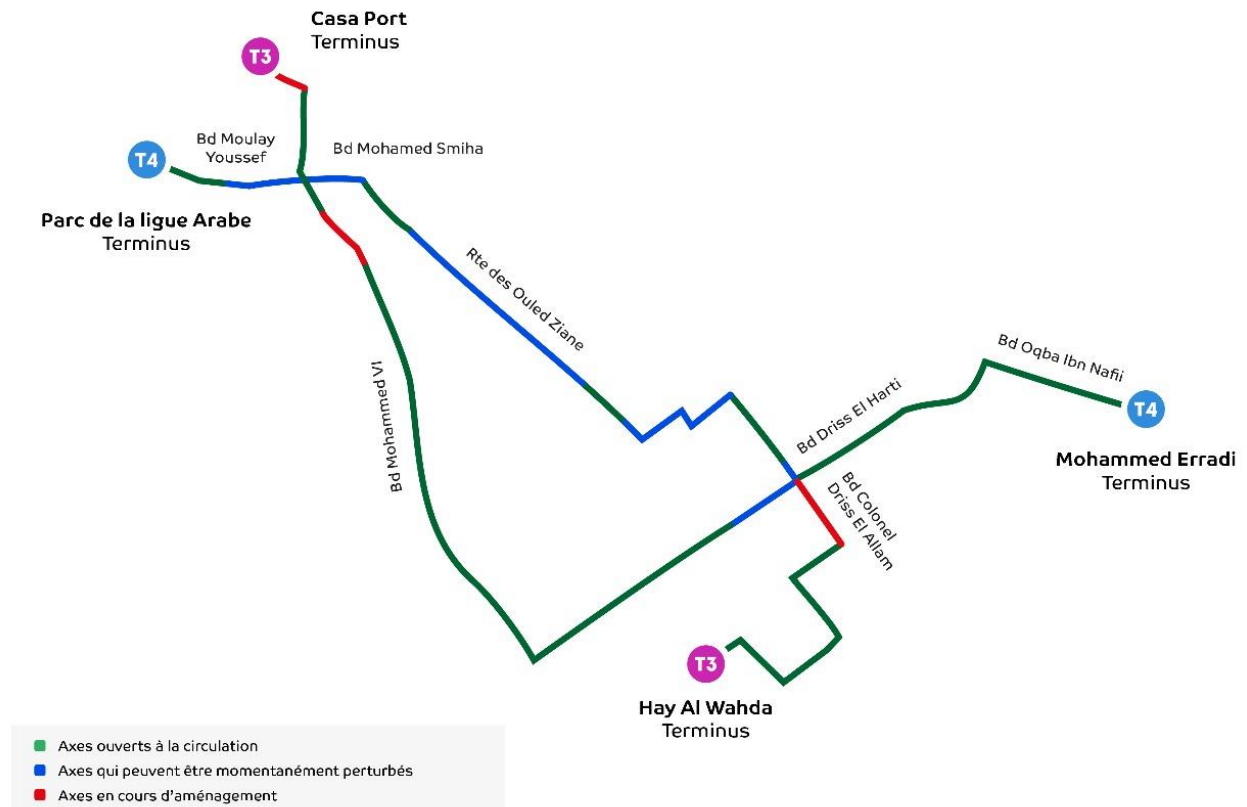 Casa Port
Terminus
T3
Bd Moulay
Youssef
Bd Mohamed Smiha
T4
Parc de la ligue Arabe
Terminus
Rte des Ouled Ziane
Bd Oqba Ibn Nafii
Bd Mohammed VI
Bd Driss El Harti
T4
Mohammed Erradi
Terminus
Bd Colonel
Driss El Allam
T3
Hay Al Wahda
Terminus
Axes ouverts à la circulation
Axes qui peuvent être momentanément perturbés
Axes en cours d'aménagement